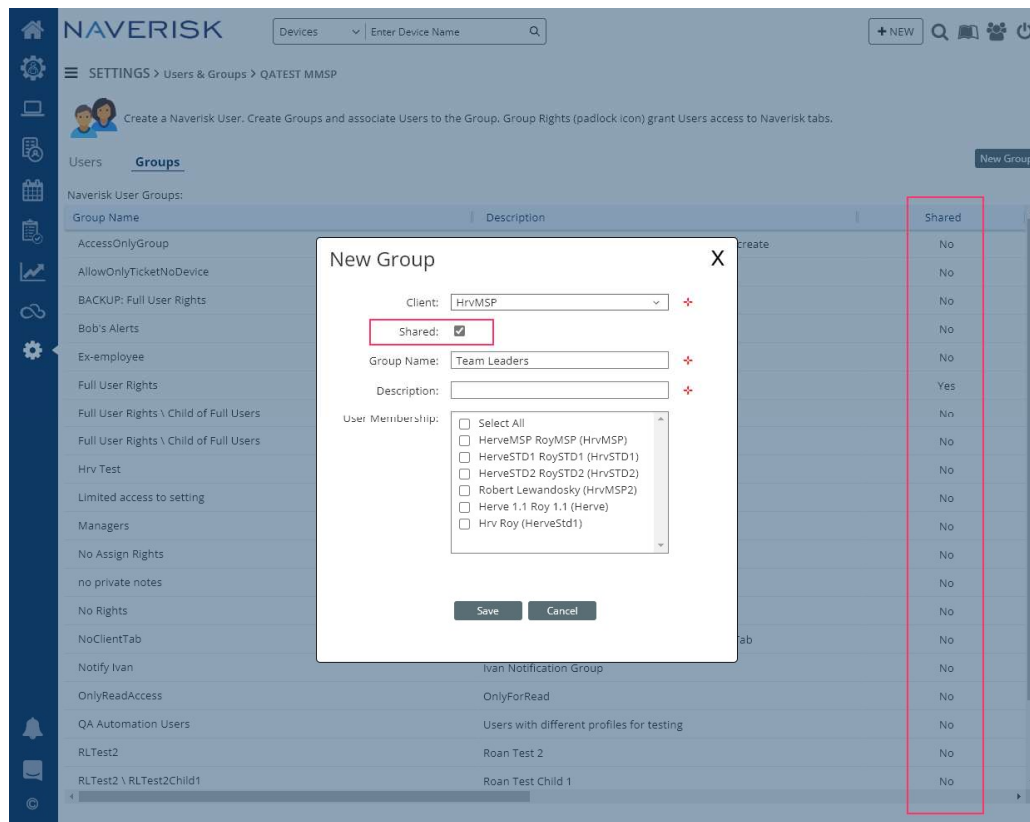 NAVERISK Devices Enter Device Name + NEW
SETTINGS > Users & Groups > QATEST MMSP
Create a Naverisk User. Create Groups and associate Users to the Group. Group Rights (padlock icon) grant Users access to Naverisk tabs.
Users Groups New Group
Naverisk User Groups:
Group Name Description Shared
AccessOnlyGroup create No
AllowOnlyTicketNoDevice No
BACKUP: Full User Rights No
Bob's Alerts No
Ex-employee No
Full User Rights Yes
Full User Rights \ Child of Full Users No
Full User Rights \ Child of Full Users No
Hrv Test No
Limited access to setting No
Managers No
No Assign Rights No
no private notes No
No Rights No
NoClientTab Tab No
Notify Ivan Ivan Notification Group No
OnlyReadAccess OnlyForRead No
QA Automation Users Users with different profiles for testing No
RLTest2 Roan Test 2 No
RLTest2 \ RLTest2Child1 Roan Test Child 1 No
©
New Group X
Client: HrvMSP
Shared:
Group Name: Team Leaders
Description:
User Membership:
Select All
HerveMSP RoyMSP (HrvMSP)
HerveSTD1 RoySTD1 (HrvSTD1)
HerveSTD2 RoySTD2 (HrvSTD2)
Robert Lewandosky (HrvMSP2)
Herve 1.1 Roy 1.1 (Herve)
Hrv Roy (HerveStd1)
Save Cancel